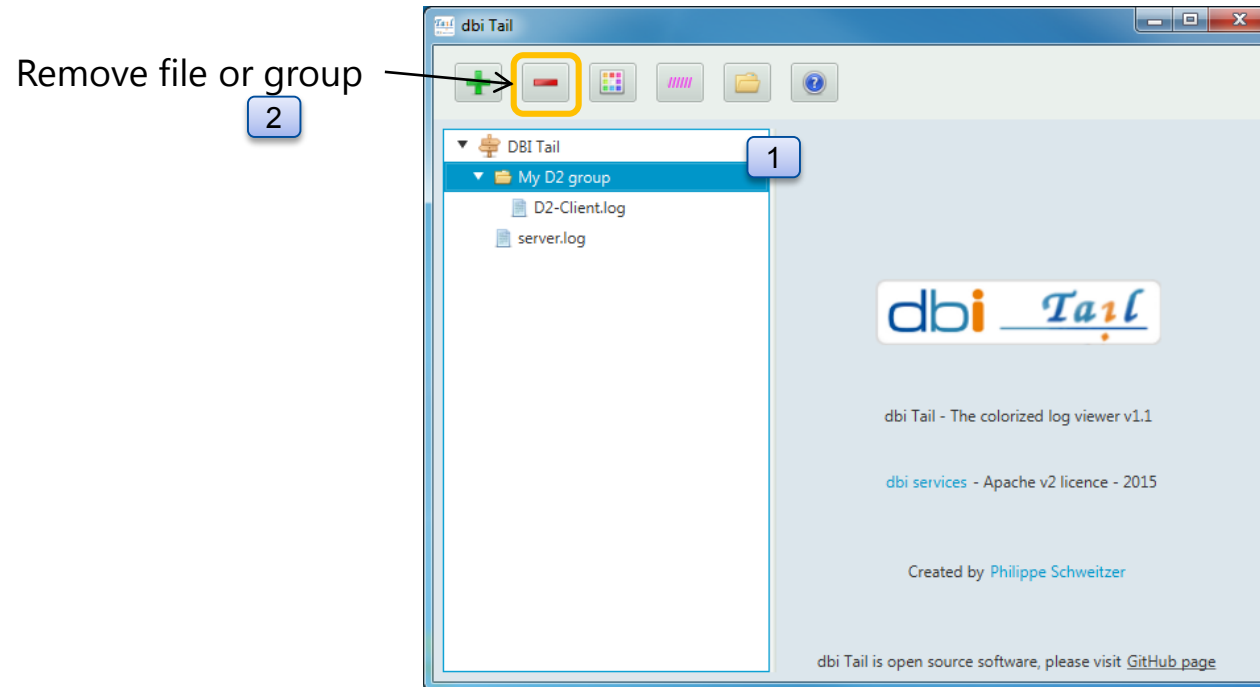 dbi Tail
Remove file or group
2
DBI Tail
1
My D2 group
D2-Client.log
server.log
dbi Tail
dbi Tail - The colorized log viewer v1.1
dbi services - Apache v2 licence - 2015
Created by Philippe Schweitzer
dbi Tail is open source software, please visit GitHub page